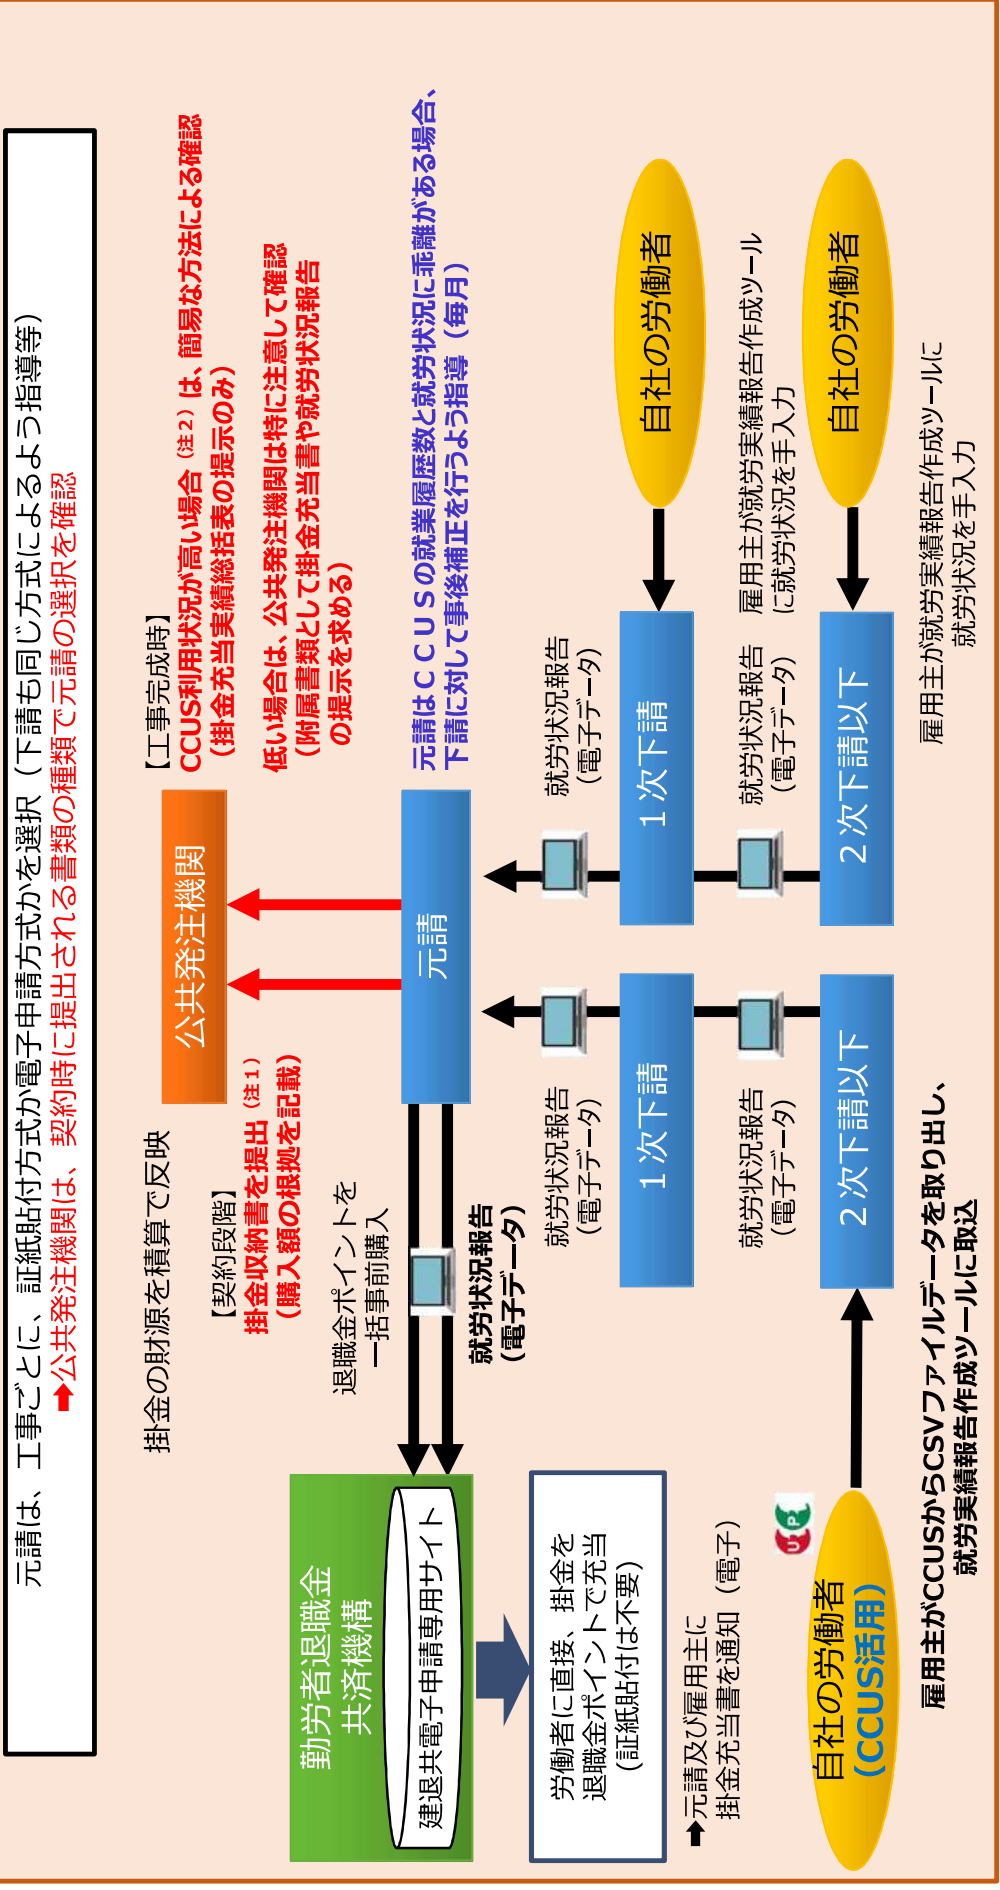 元請は、工事ごとに、証紙貼付方式か電子申請方式かを選択（下請も同じ方式によるよう指導等）
➡公共発注機関は、契約時に提出される書類の種類で元請の選択を確認
掛金の財源を積算で反映
公共発注機関
【工事完成時】
CCUS利用状況が高い場合（注２）は、簡易な方法による確認
（掛金充当実績総括表の提示のみ）
低い場合は、公共発注機関は特に注意して確認
（附属書類として掛金充当書や就労状況報告
の提示を求める）
【契約段階】
掛金収納書を提出（注１）
（購入額の根拠を記載）
勤労者退職金
共済機構
建退共電子申請専用サイト
退職金ポイントを
一括事前購入
就労状況報告
（電子データ）
元請
元請はＣＣＵＳの就業履歴数と就労状況に乖離がある場合、
下請に対して事後補正を行うよう指導（毎月）
労働者に直接、掛金を
退職金ポイントで充当
（証紙貼付は不要）
➡元請及び雇用主に
掛金充当書を通知（電子）
就労状況報告
（電子データ）
就労状況報告
（電子データ）
１次下請
１次下請
自社の労働者
就労状況報告
（電子データ）
就労状況報告
（電子データ）
雇用主が就労実績報告作成ツール
に就労状況を手入力
自社の労働者
（CCUS活用）
２次下請以下
２次下請以下
自社の労働者
雇用主がCCUSからCSVファイルデータを取り出し、
就労実績報告作成ツールに取込
雇用主が就労実績報告作成ツールに
就労状況を手入力